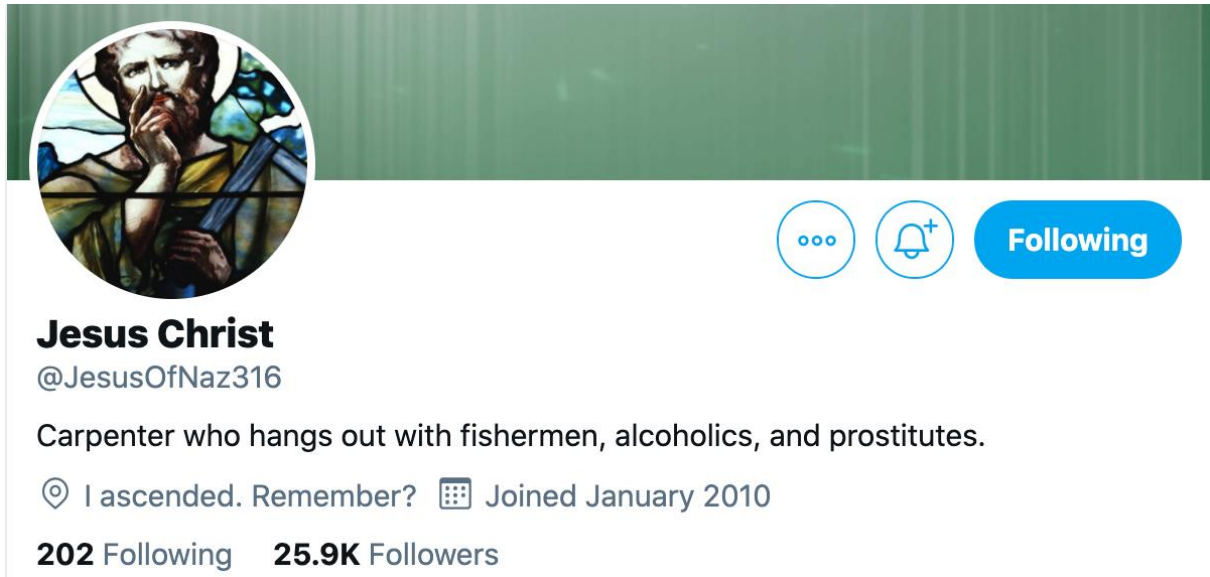 Following
Jesus Christ
@JesusOfNaz316
Carpenter who hangs out with fishermen, alcoholics, and prostitutes.
I ascended. Remember? Joined January 2010
202 Following 25.9K Followers